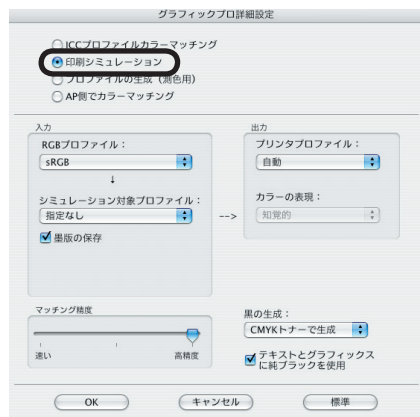 グラフィックプロ詳細設定
ICCプロファイルカラーマッチング
印刷シミュレーション
プロファイルの生成（測色用）
AP側でカラーマッチング
入力
RGBプロファイル：
sRGB
↓
シミュレーション対象プロファイル：
指定なし
墨版の保存
-->
出力
プリンタプロファイル：
自動
カラーの表現：
知覚的
マッチング精度
速い
高精度
黒の生成：
CMYKトナーで生成
テキストとグラフィックス
に純ブラックを使用
OK
キャンセル
標準